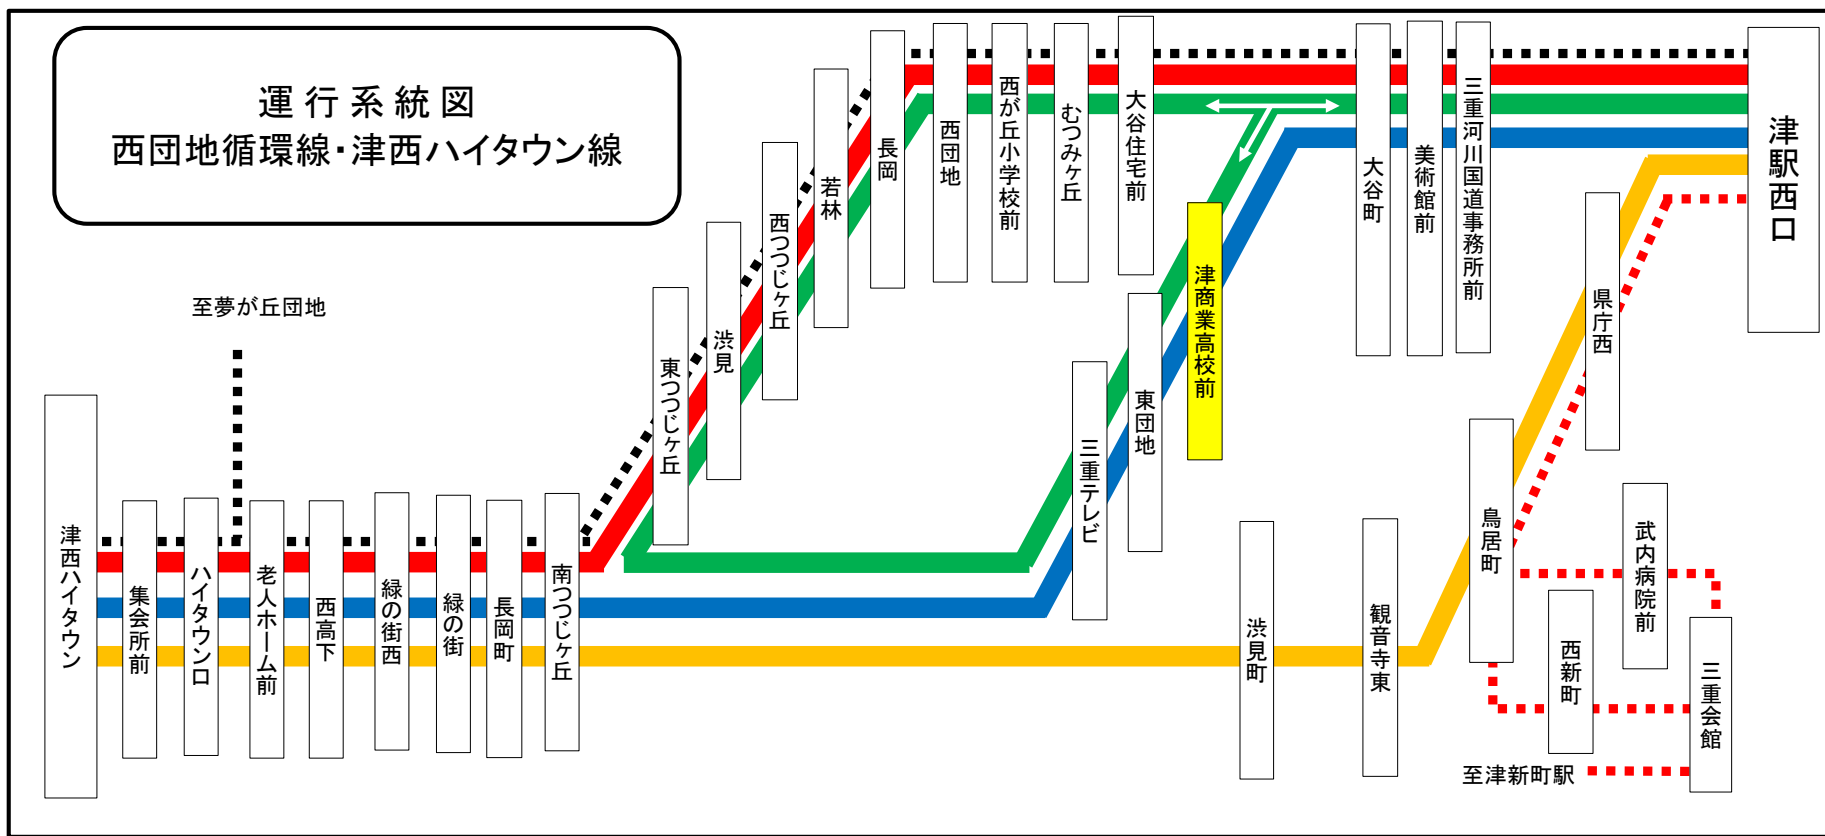 運行系統図
西団地循環線・津西ハイタウン線
至夢が丘団地
津西ハイタウン
集会所前
ハイタウン口
老人ホーム前
西高下
緑の街西
緑の街
長岡町
南つつじヶ丘
東つつじヶ丘
渋見
西つつじヶ丘
若林
長岡
西団地
西が丘小学校前
むつみヶ丘
大谷住宅前
三重テレビ
東団地
津商業高校前
大谷町
美術館前
三重河川国道事務所前
津駅西口
渋見町
観音寺東
鳥居町
県庁西
武内病院前
西新町
三重会館
至津新町駅